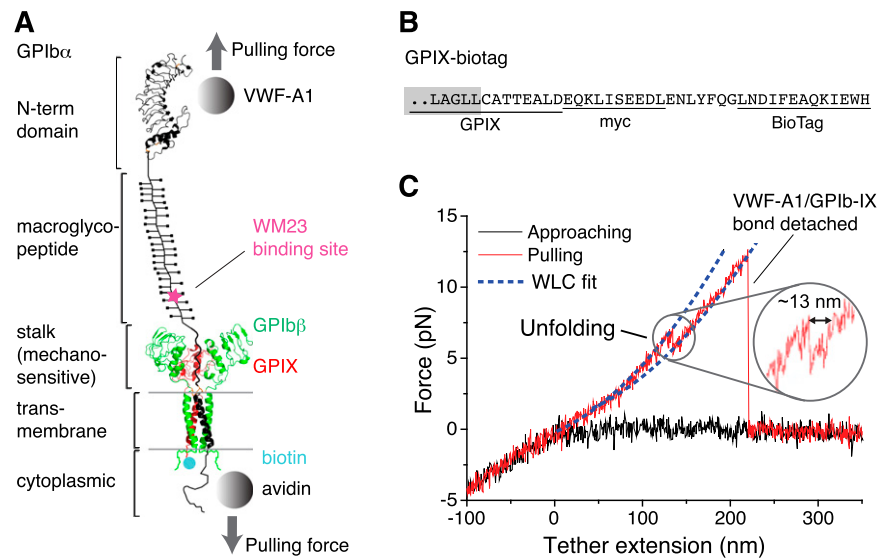 A
GPIbα
Pulling force
VWF-A1
N-term
domain
macroglyco-
peptide
WM23
binding site
GPIbβ
stalk
(mechano-
sensitive)
GPIX
trans-
membrane
biotin
cytoplasmic
avidin
Pulling force
B
GPIX-biotag
..LAGLLCATTEALDEQKLISEEDLENLYFQGLNDIFEAQKIEWH
GPIX myc BioTag
C
VWF-A1/GPIb-IX
bond detached
Approaching
Pulling
WLC fit
~13 nm
Unfolding
Force (pN)
15
10
5
0
-5
-100 0 100 200 300
Tether extension (nm)